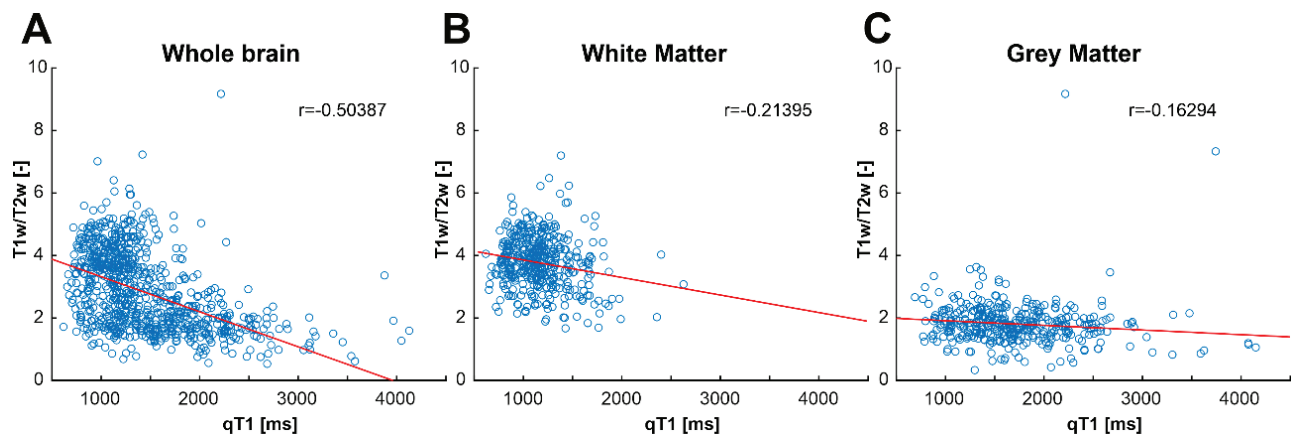 A
Whole brain
r=-0.50387
T1w/T2w [-]
10
8
6
4
2
0
1000 2000 3000 4000
qT1 [ms]
B
White Matter
r=-0.21395
T1w/T2w [-]
10
8
6
4
2
0
1000 2000 3000 4000
qT1 [ms]
C
Grey Matter
r=-0.16294
T1w/T2w [-]
10
8
6
4
2
0
1000 2000 3000 4000
qT1 [ms]